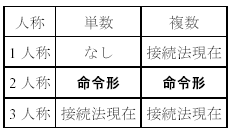 人称 単数 複数
1人称 なし 接続法現在
2人称 命令形 命令形
3人称 接続法現在 接続法現在